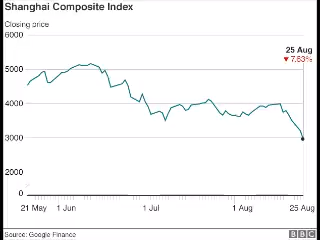 Shanghai Composite Index
Closing price
6000
25 Aug
▼7.63%
5000
4000
3000
2000
0
21 May 1 Jun 1 Jul 1 Aug 25 Aug
Source: Google Finance BBC